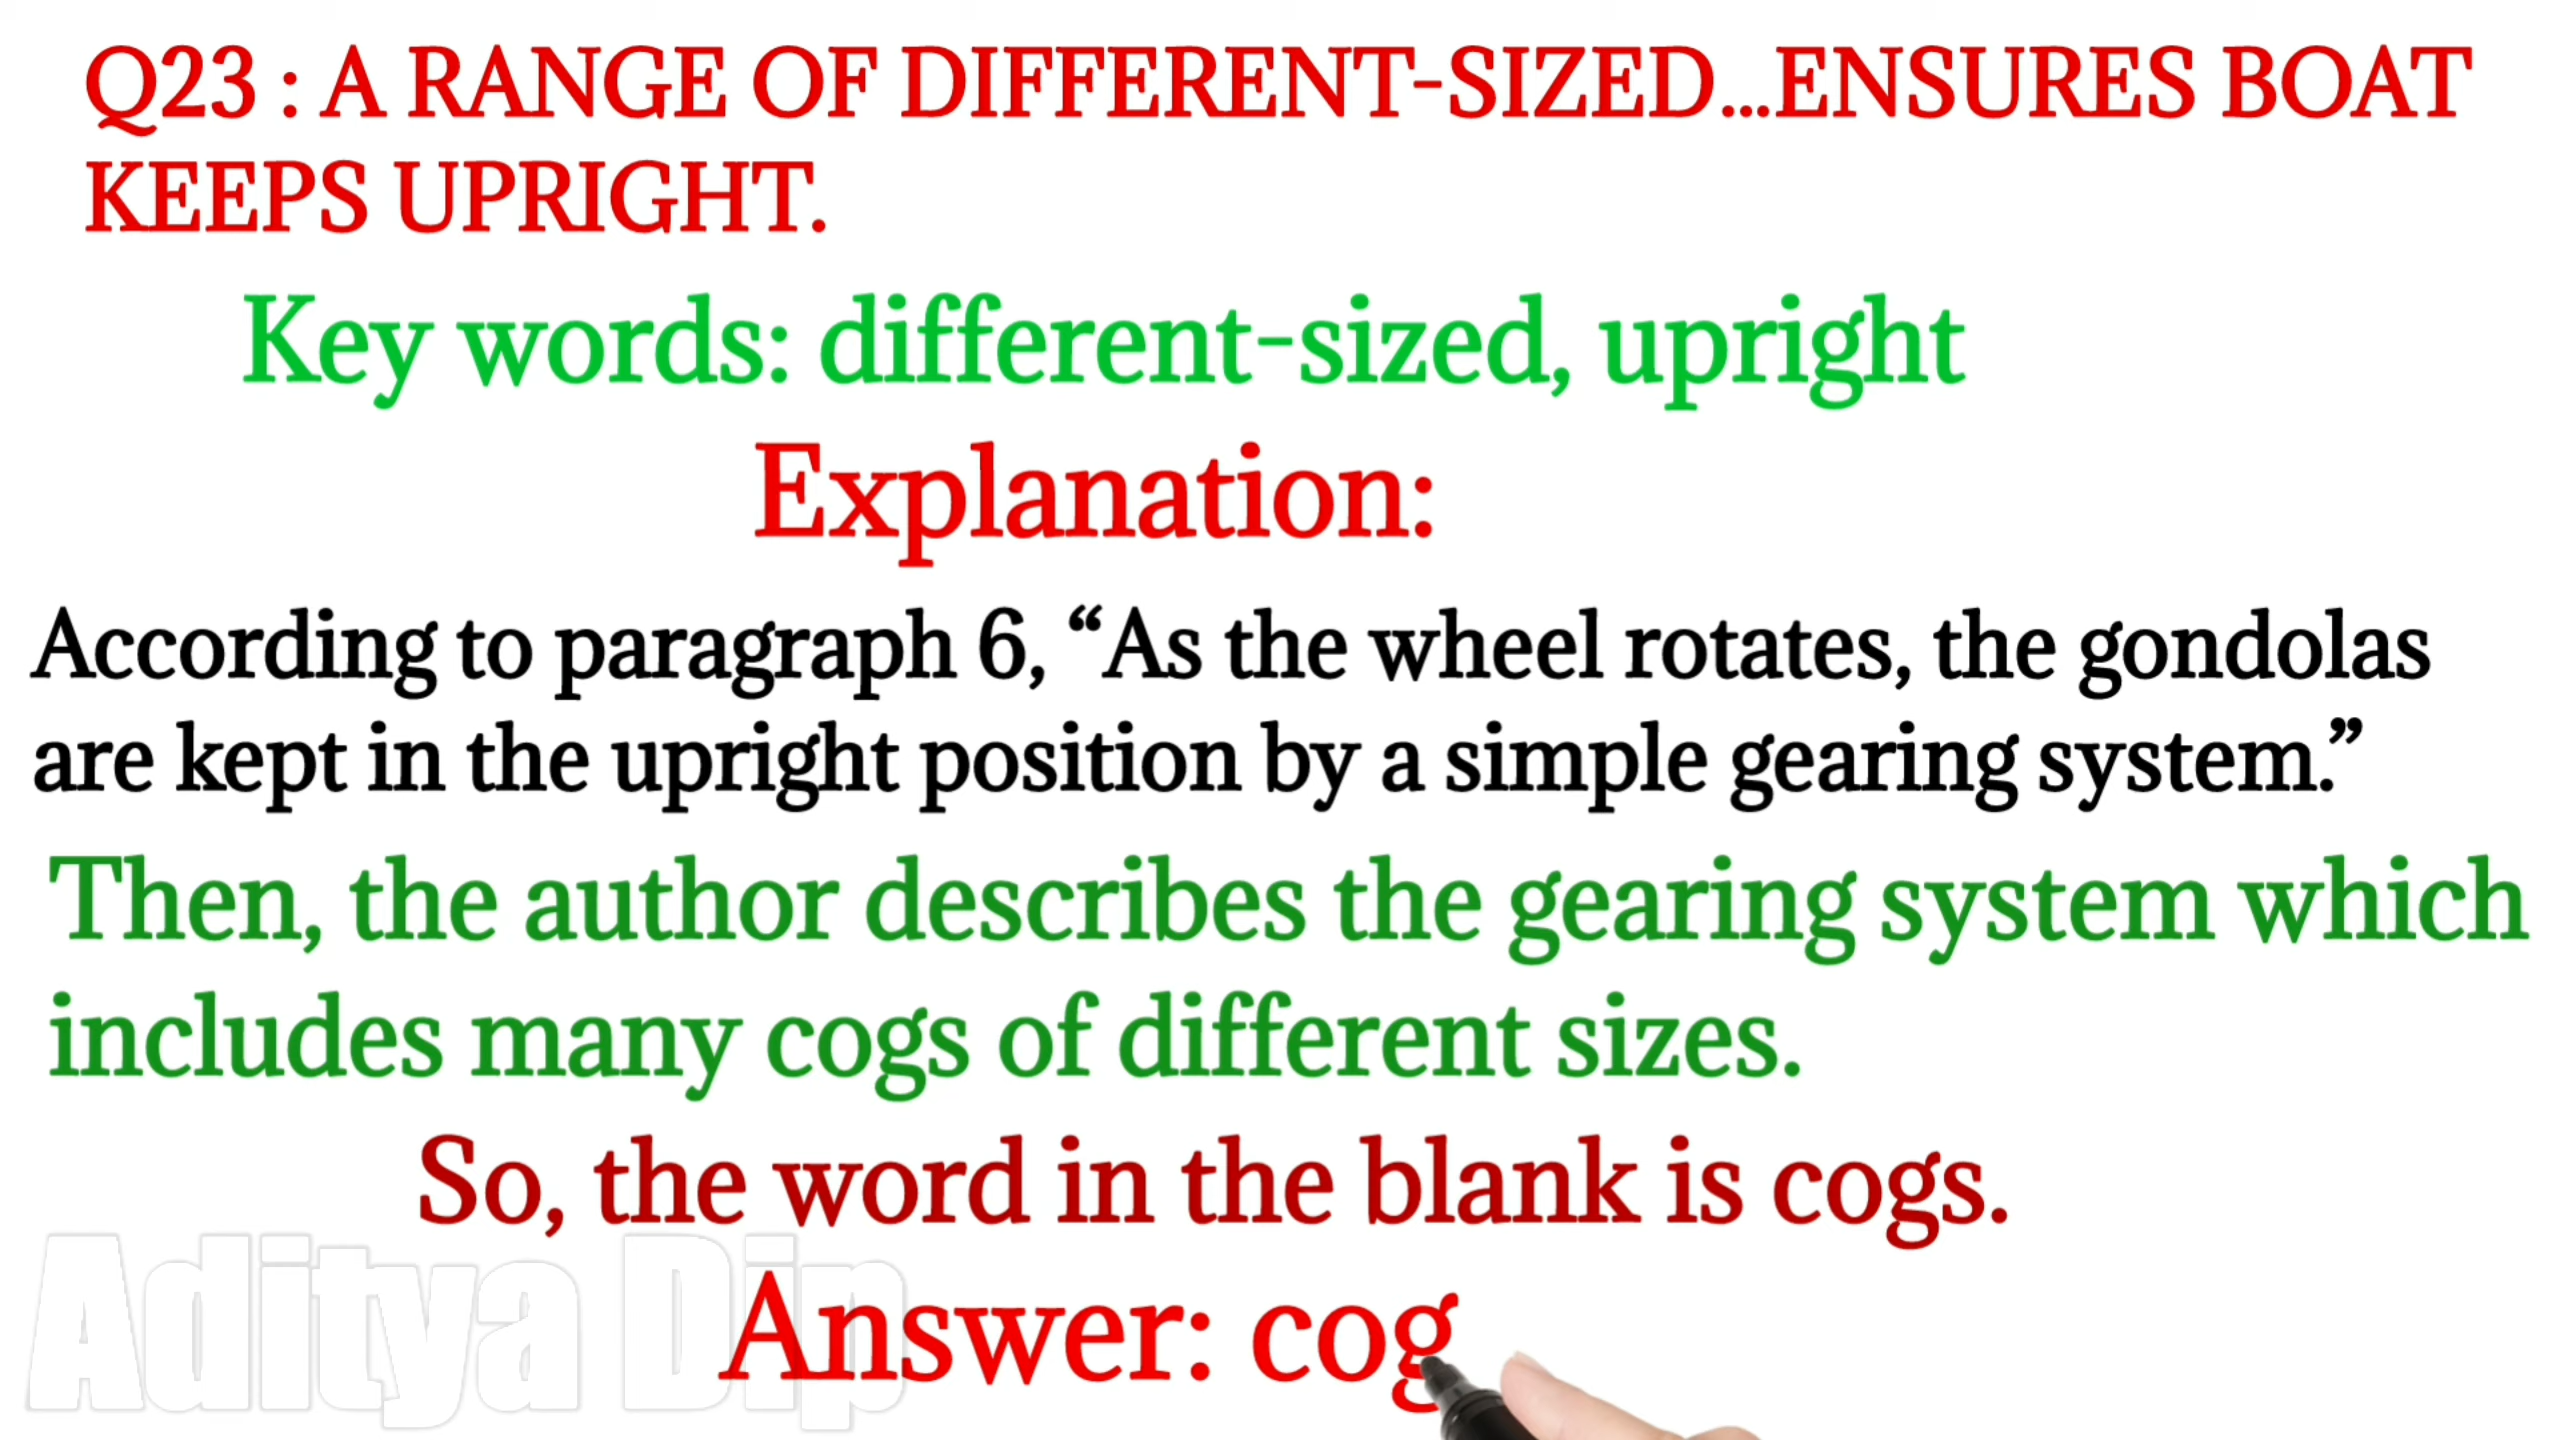 Q23 : A RANGE OF DIFFERENT-SIZED...ENSURES BOAT
KEEPS UPRIGHT.
Key words: different-sized, upright
Explanation:
According to paragraph 6, “As the wheel rotates, the gondolas
are kept in the upright position by a simple gearing system.”
Then, the author describes the gearing system which
includes many cogs of different sizes.
So, the word in the blank is cogs.
Answer: cog
Aditya Dip